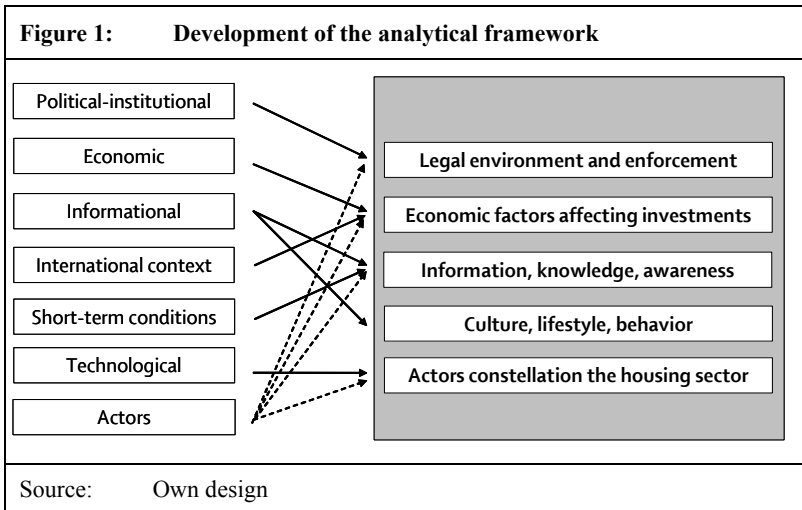 Figure 1: Development of the analytical framework
Political-institutional
Economic
Informational
International context
Short-term conditions
Technological
Actors
Legal environment and enforcement
Economic factors affecting investments
Information, knowledge, awareness
Culture, lifestyle, behavior
Actors constellation the housing sector
Source: Own design